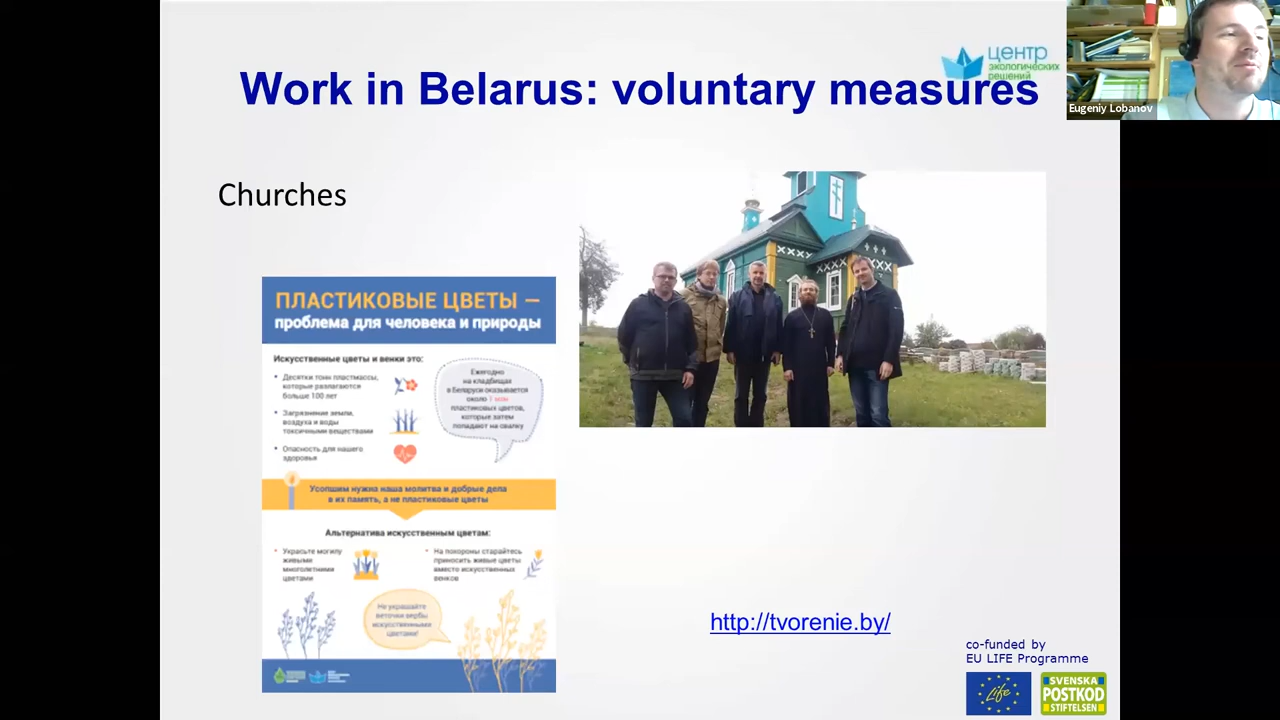 центр
экологических
решений
Work in Belarus: voluntary measures
Eugeniy Lobanov
Churches
ПЛАСТИКОВЫЕ ЦВЕТЫ —
проблема для человека и природы
Искусственные цветы и венки это:
• Десятки тонн пластмассы,
которые разлагаются
больше 100 лет
• Загрязнение земли,
воздуха и воды
токсичными веществами
• Опасность для нашего
здоровья
Ежегодно
на кладбищах
в Беларуси оказывается
около 1 млн
пластиковых цветов,
которые затем
попадают на свалку
Усопшим нужна наша молитва и добрые дела
в их память, а не пластиковые цветы
Альтернатива искусственным цветам:
• Украсьте могилу
живыми
многолетними
цветами
• На похороны старайтесь
приносить живые цветы
вместо искусственных
венков
Не украшайте
веточки вербы
искусственными
цветами!
http://tvorenie.by/
co-funded by
EU LIFE Programme
Life
SVENSKA
POSTKOD
STIFTELSEN